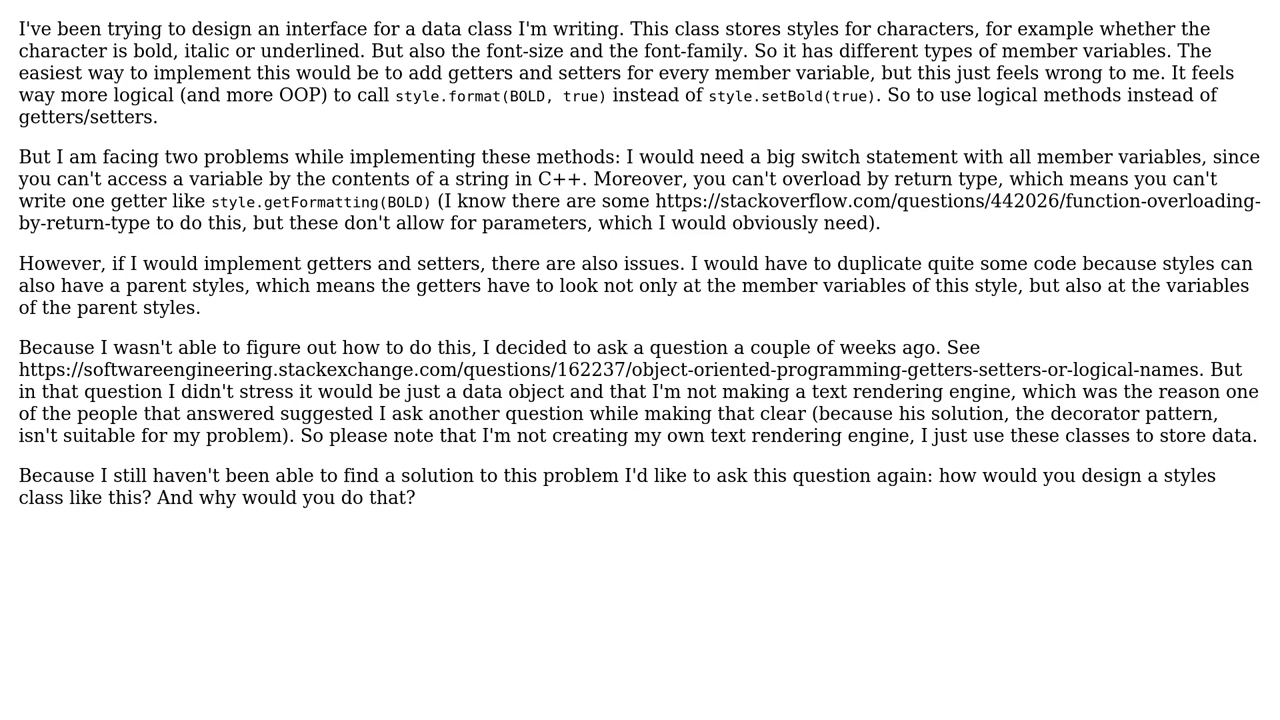 I've been trying to design an interface for a data class I'm writing. This class stores styles for characters, for example whether the
character is bold, italic or underlined. But also the font-size and the font-family. So it has different types of member variables. The
easiest way to implement this would be to add getters and setters for every member variable, but this just feels wrong to me. It feels
way more logical (and more OOP) to call style.format(BOLD, true) instead of style.setBold(true). So to use logical methods instead of
getters/setters.
But I am facing two problems while implementing these methods: I would need a big switch statement with all member variables, since
you can't access a variable by the contents of a string in C++. Moreover, you can't overload by return type, which means you can't
write one getter like style.getFormatting(BOLD) (I know there are some https://stackoverflow.com/questions/442026/function-overloading-
by-return-type to do this, but these don't allow for parameters, which I would obviously need).
However, if I would implement getters and setters, there are also issues. I would have to duplicate quite some code because styles can
also have a parent styles, which means the getters have to look not only at the member variables of this style, but also at the variables
of the parent styles.
Because I wasn't able to figure out how to do this, I decided to ask a question a couple of weeks ago. See
https://softwareengineering.stackexchange.com/questions/162237/object-oriented-programming-getters-setters-or-logical-names. But
in that question I didn't stress it would be just a data object and that I'm not making a text rendering engine, which was the reason one
of the people that answered suggested I ask another question while making that clear (because his solution, the decorator pattern,
isn't suitable for my problem). So please note that I'm not creating my own text rendering engine, I just use these classes to store data.
Because I still haven't been able to find a solution to this problem I'd like to ask this question again: how would you design a styles
class like this? And why would you do that?